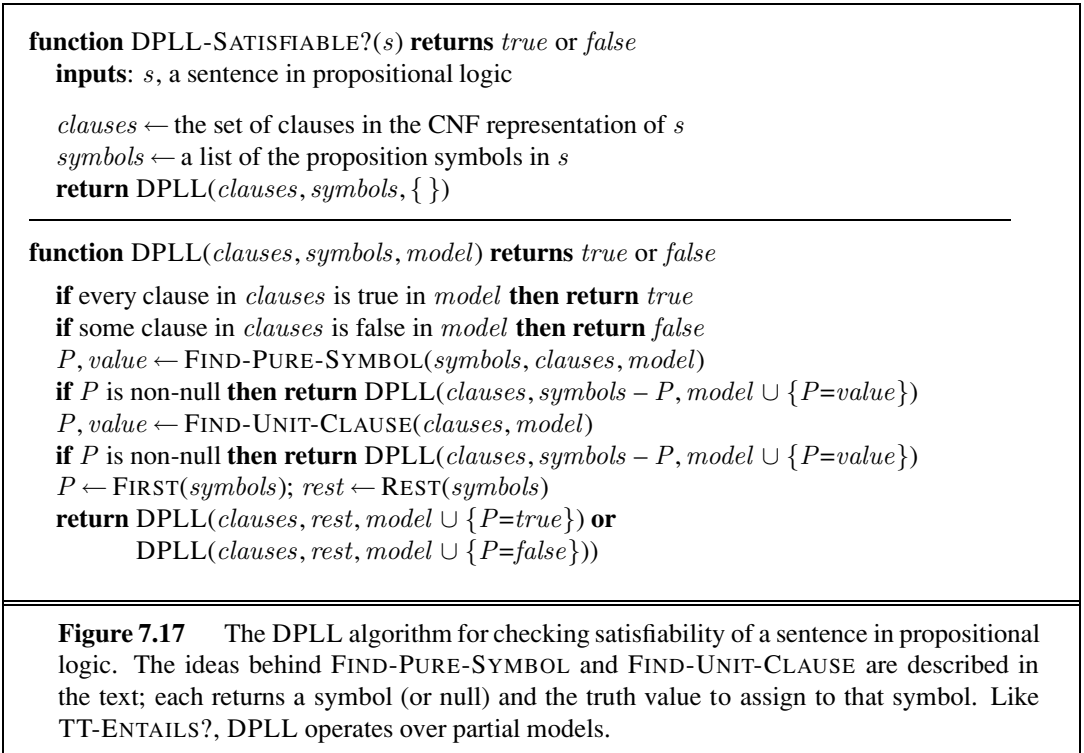 function DPLL-SATISFIABLE?(s) returns true or false
inputs: s, a sentence in propositional logic
clauses ← the set of clauses in the CNF representation of s
symbols ← a list of the proposition symbols in s
return DPLL(clauses, symbols, { })
function DPLL(clauses, symbols, model) returns true or false
if every clause in clauses is true in model then return true
if some clause in clauses is false in model then return false
P, value ← FIND-PURE-SYMBOL(symbols, clauses, model)
if P is non-null then return DPLL(clauses, symbols – P, model ∪ {P=value})
P, value ← FIND-UNIT-CLAUSE(clauses, model)
if P is non-null then return DPLL(clauses, symbols – P, model ∪ {P=value})
P ← FIRST(symbols); rest ← REST(symbols)
return DPLL(clauses, rest, model ∪ {P=true}) or
DPLL(clauses, rest, model ∪ {P=false}))
Figure 7.17 The DPLL algorithm for checking satisfiability of a sentence in propositional
logic. The ideas behind FIND-PURE-SYMBOL and FIND-UNIT-CLAUSE are described in
the text; each returns a symbol (or null) and the truth value to assign to that symbol. Like
TT-ENTAILS?, DPLL operates over partial models.